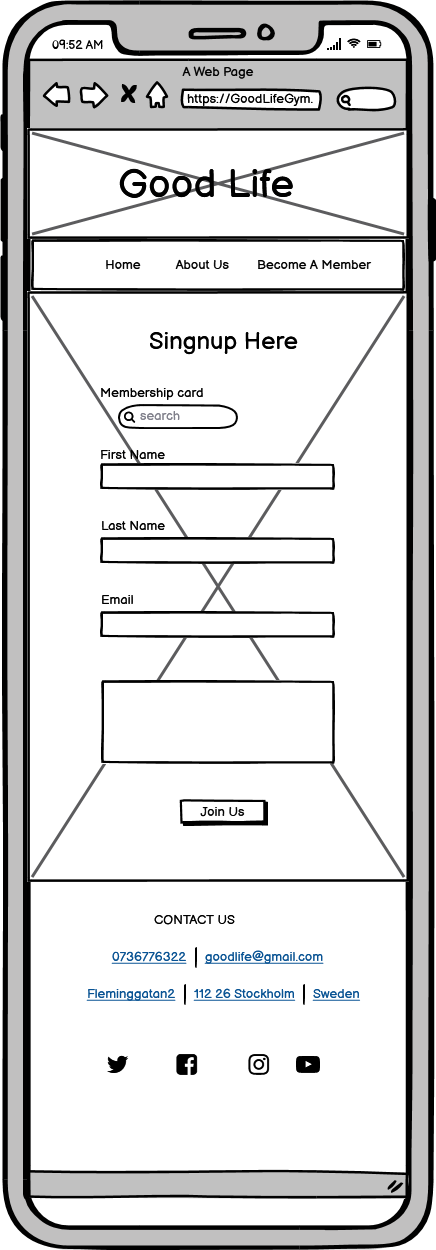 09:52 AM
A Web Page
https://GoodLifeGym.
Good Life
Home About Us Become A Member
Singnup Here
Membership card
search
First Name
Last Name
Email
Join Us
CONTACT US
0736776322 goodlife@gmail.com
Fleminggatan2 112 26 Stockholm Sweden